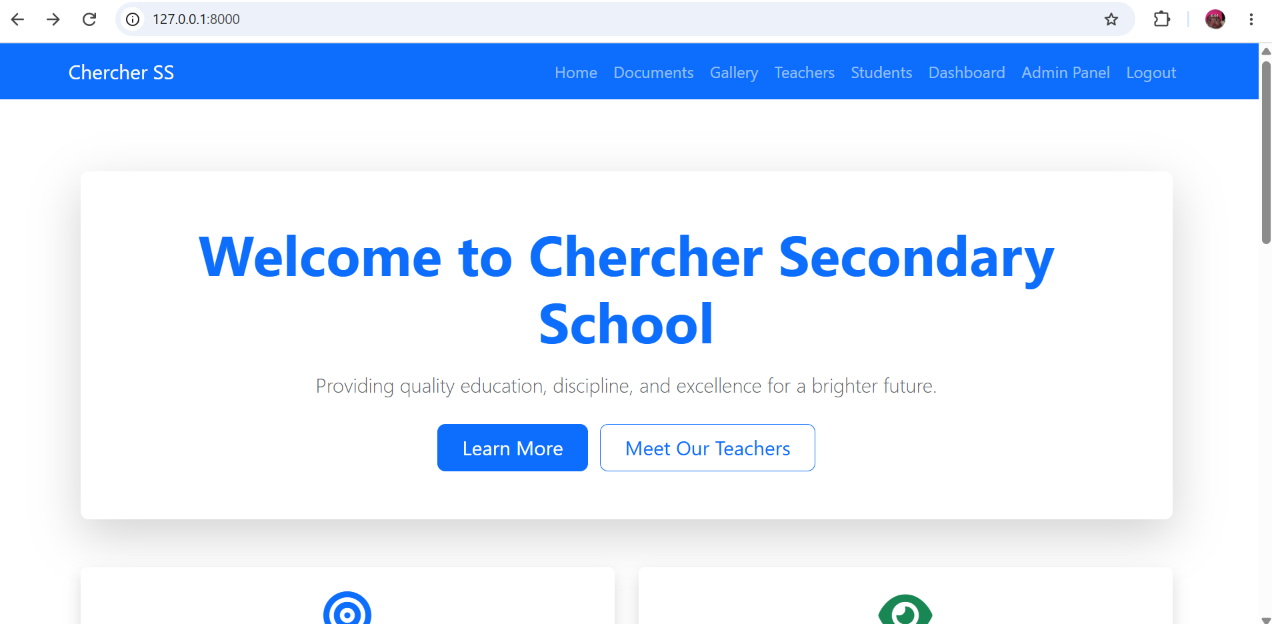 127.0.0.1:8000
Chercher SS
Home Documents Gallery Teachers Students Dashboard Admin Panel Logout
Welcome to Chercher Secondary
School
Providing quality education, discipline, and excellence for a brighter future.
Learn More
Meet Our Teachers